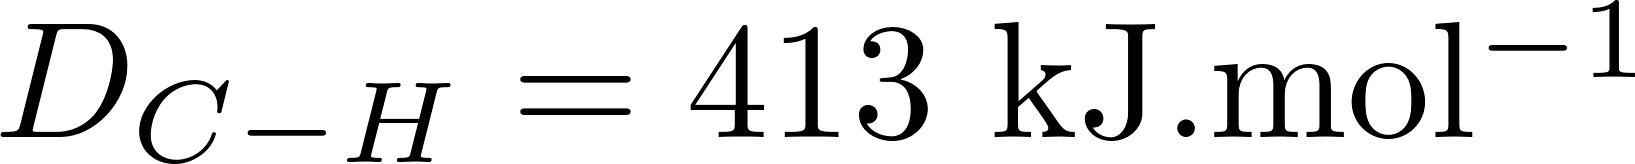 D_{C-H} = 413 kJ.mol^{-1}